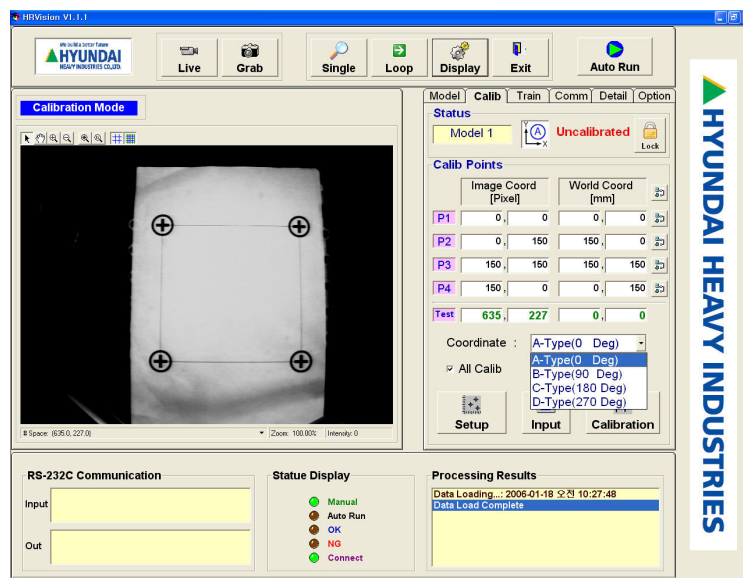 HRVision V1.1.1
We build a better future
HYUNDAI
HEAVY INDUSTRIES CO.,LTD.
Live
Grab
Single
Loop
Display
Exit
Auto Run
Calibration Mode
Model
Calib
Train
Comm
Detail
Option
Status
Model 1
Y
A
X
Uncalibrated
Lock
Calib Points
Image Coord
[Pixel]
World Coord
[mm]
P1 0, 0 0, 0
P2 0, 150 150, 0
P3 150, 150 150, 150
P4 150, 0 0, 150
Test 635, 227 0, 0
Coordinate : A-Type(0 Deg)
A-Type(0 Deg)
B-Type(90 Deg)
C-Type(180 Deg)
D-Type(270 Deg)
All Calib
Setup
Input
Calibration
# Space: (635.0, 227.0)
Zoom: 100.00%
Intensity: 0
RS-232C Communication
Input
Out
Statue Display
Manual
Auto Run
OK
NG
Connect
Processing Results
Data Loading...: 2006-01-18 오전 10:27:48
Data Load Complete
HYUNDAI HEAVY INDUSTRIES